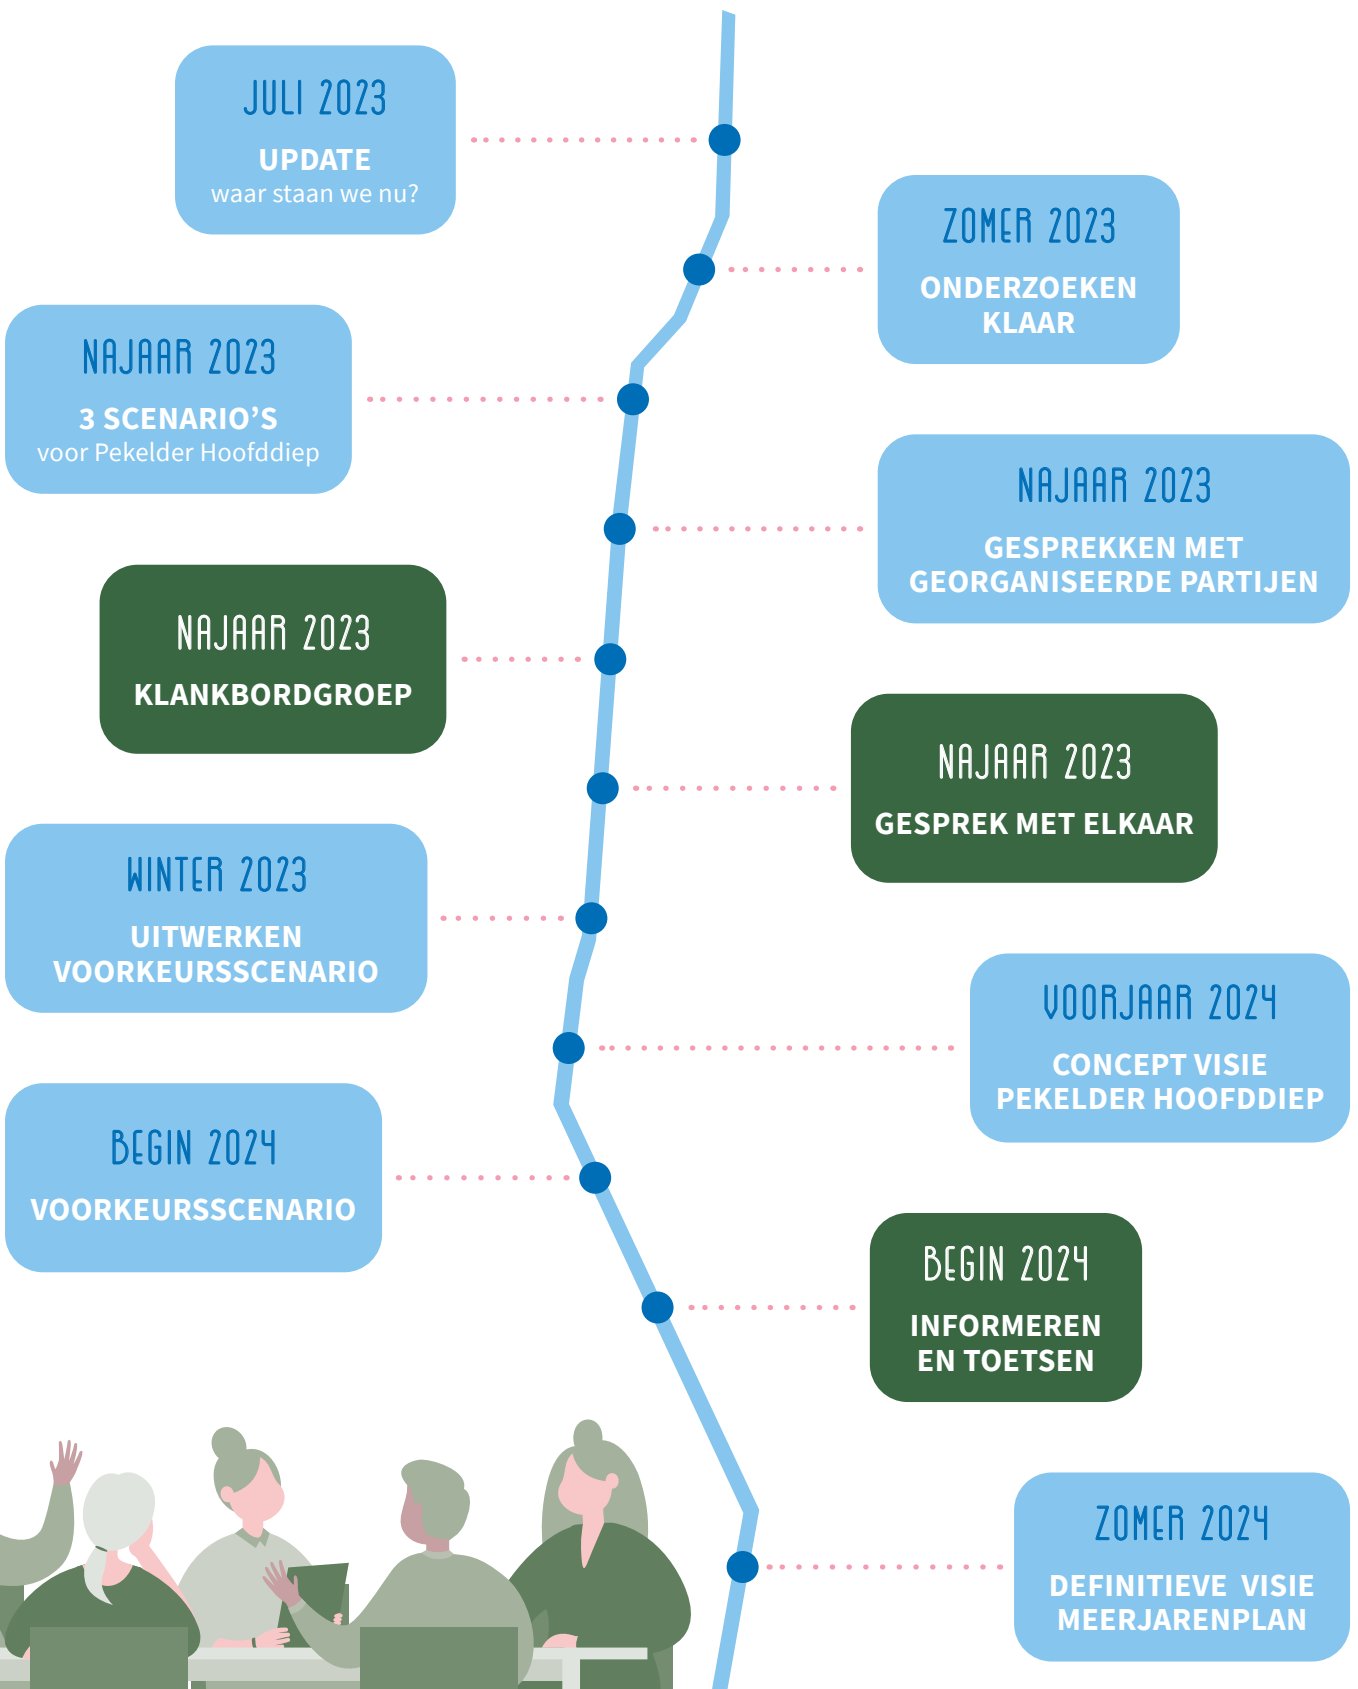 JULI 2023
UPDATE
waar staan we nu?
ZOMER 2023
ONDERZOEKEN
KLAAR
NAJAAR 2023
3 SCENARIO’S
voor Pekelder Hoofddiep
NAJAAR 2023
GESPREKKEN MET
GEORGANISEERDE PARTIJEN
NAJAAR 2023
KLANKBORDGROEP
NAJAAR 2023
GESPREK MET ELKAAR
WINTER 2023
UITWERKEN
VOORKEURSSCENARIO
VOORJAAR 2024
CONCEPT VISIE
PEKELDER HOOFDDIEP
BEGIN 2024
VOORKEURSSCENARIO
BEGIN 2024
INFORMEREN
EN TOETSEN
ZOMER 2024
DEFINITIEVE VISIE
MEERJARENPLAN